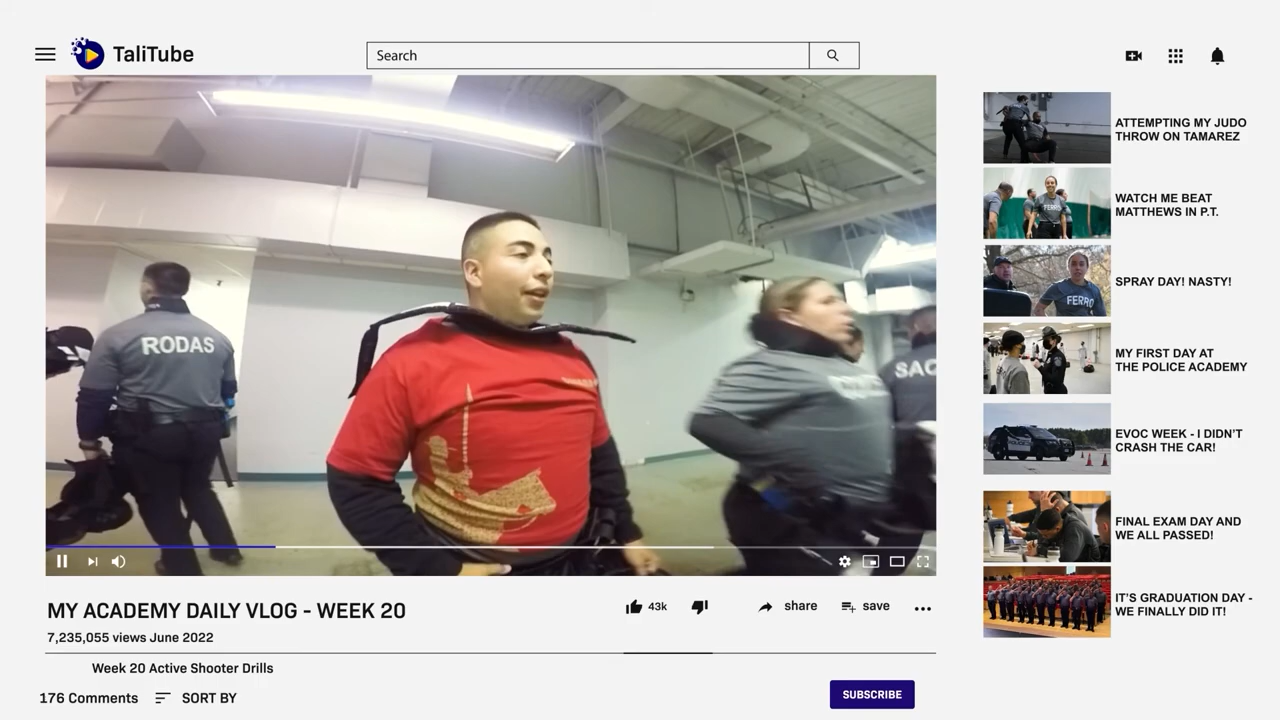 TaliTube
Search
RODAS
SAC
MY ACADEMY DAILY VLOG - WEEK 20
43k
share
save
7,235,055 views June 2022
Week 20 Active Shooter Drills
176 Comments
SORT BY
SUBSCRIBE
ATTEMPTING MY JUDO
THROW ON TAMAREZ
FERRO
WATCH ME BEAT
MATTHEWS IN P.T.
FERRO
SPRAY DAY! NASTY!
MY FIRST DAY AT
THE POLICE ACADEMY
EVOC WEEK - I DIDN'T
CRASH THE CAR!
FINAL EXAM DAY AND
WE ALL PASSED!
IT'S GRADUATION DAY -
WE FINALLY DID IT!